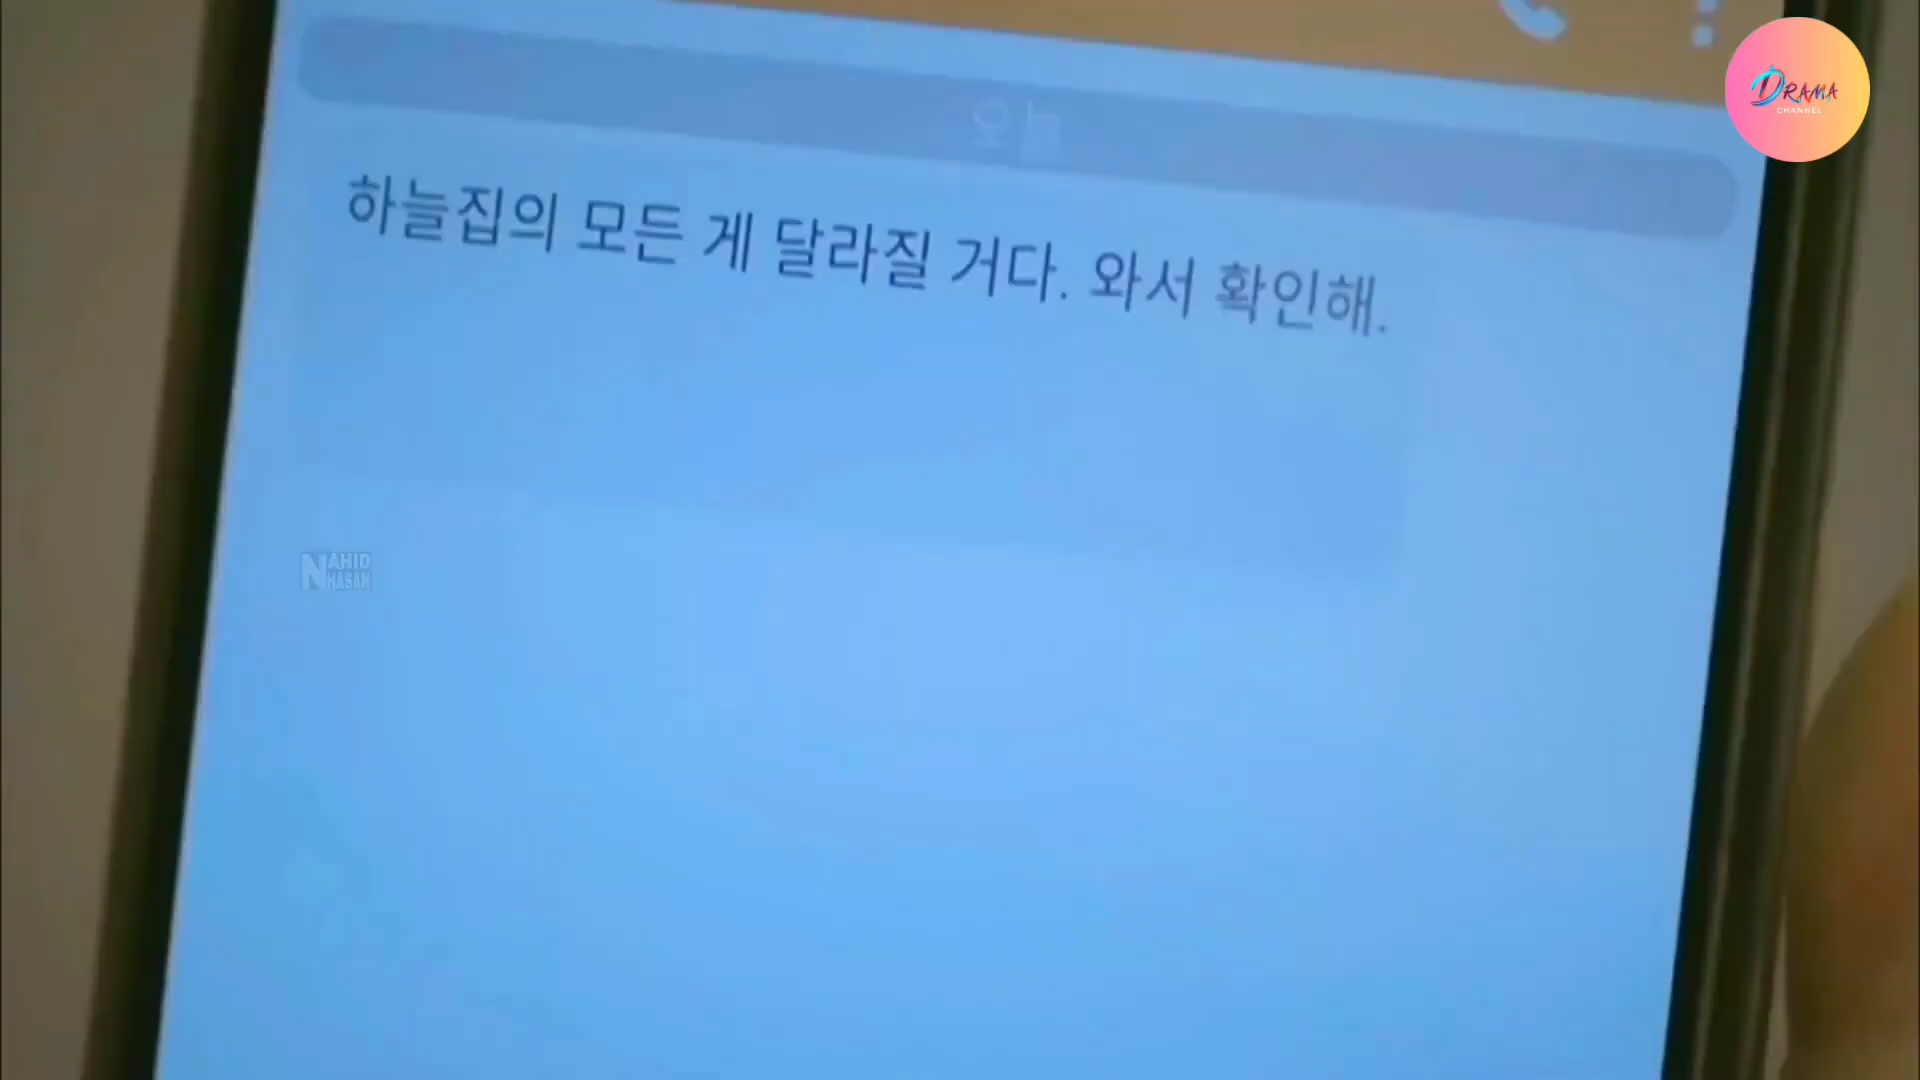 DRAMA
CHANNEL
오늘
하늘집의 모든 게 달라질 거다. 와서 확인해.
NAHID
HASAN